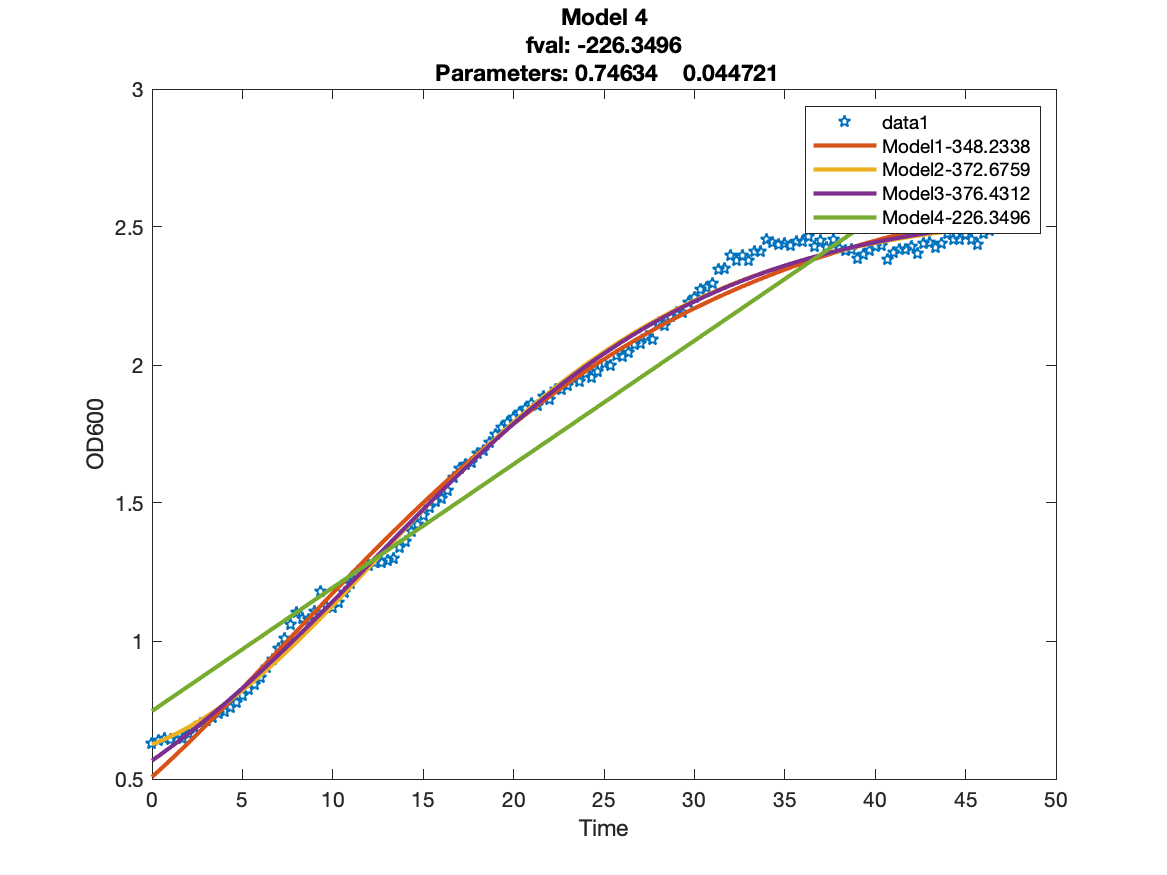 Model 4
fval: -226.3496
Parameters: 0.74634 0.044721
3
2.5
2
1.5
1
0.5
OD600
data1
Model1-348.2338
Model2-372.6759
Model3-376.4312
Model4-226.3496
0 5 10 15 20 25 30 35 40 45 50
Time